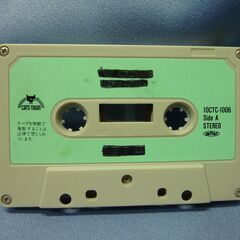 CATS-TOWN
テープを無断で
複製することは
法律で禁じられ
ています。
10CTC-1006
Side A
STEREO